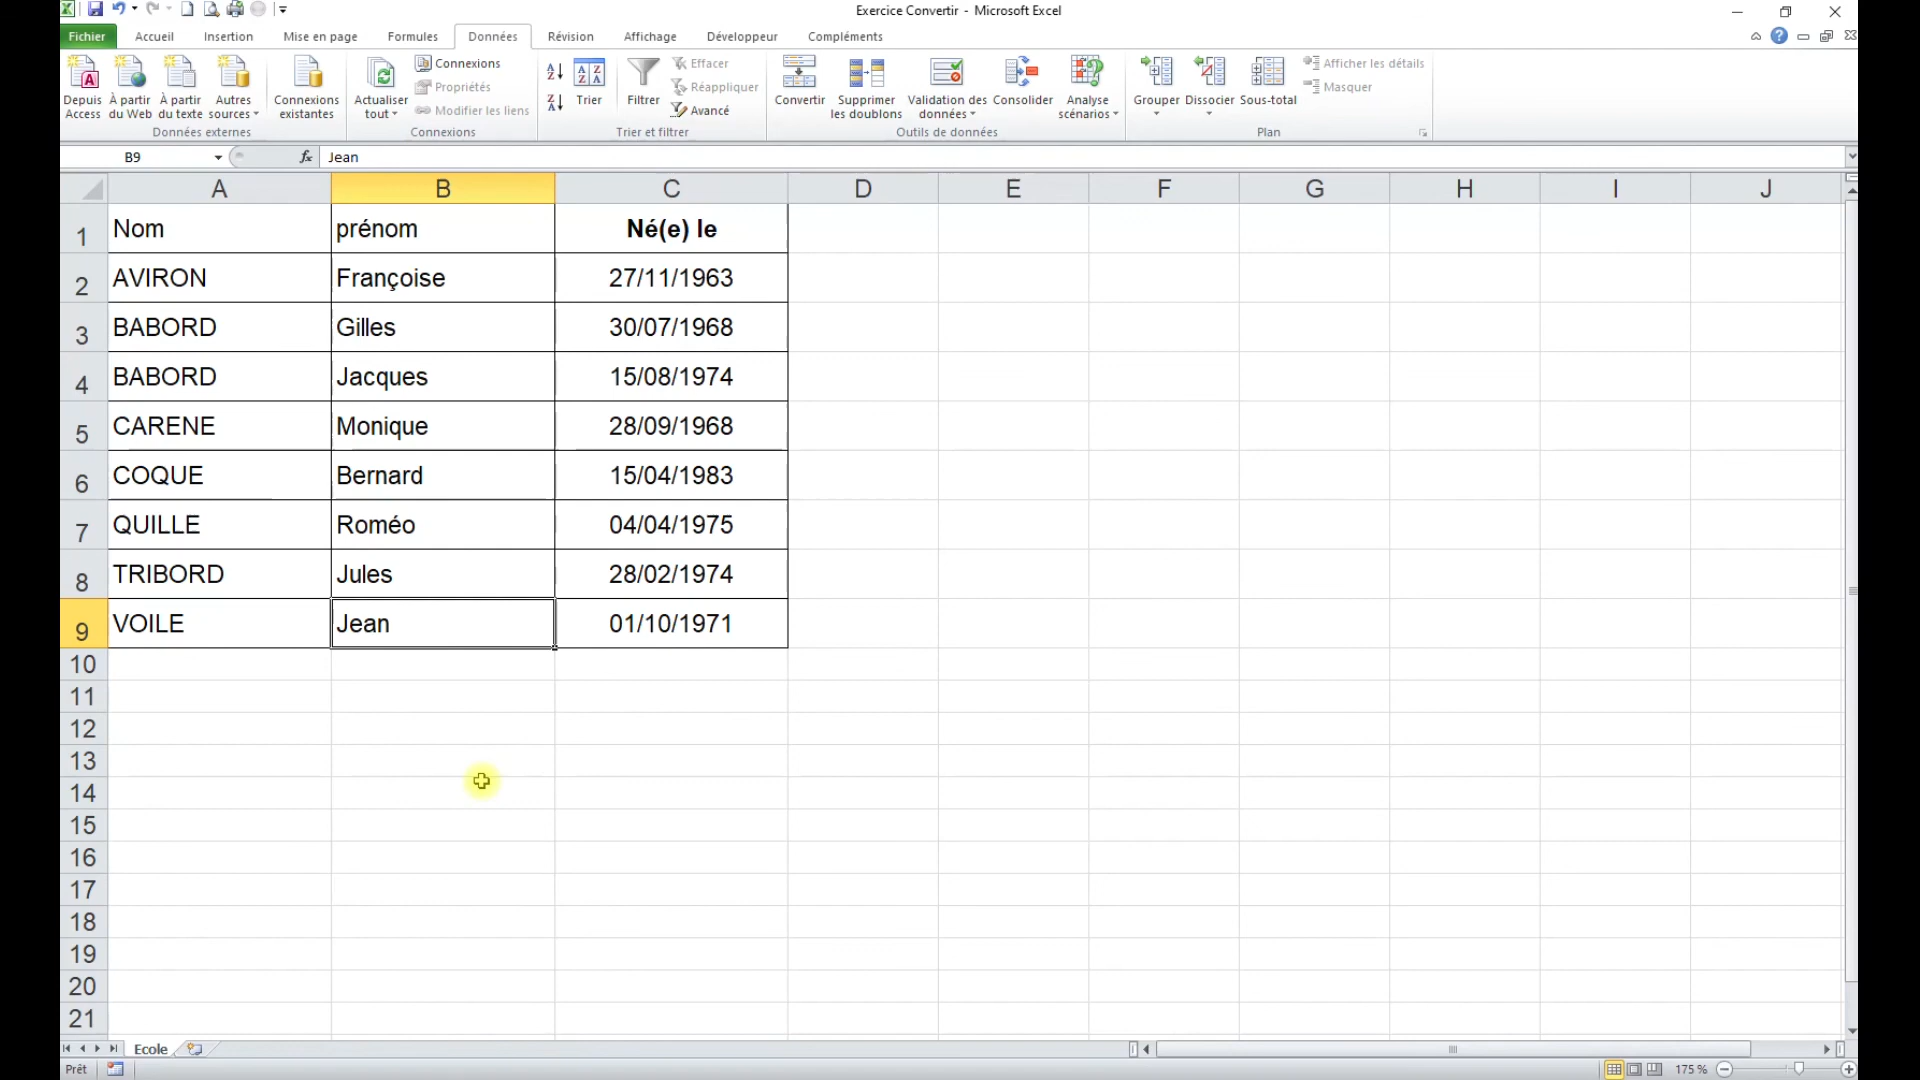 Exercice Convertir - Microsoft Excel
Fichier Accueil Insertion Mise en page Formules Données Révision Affichage Développeur Compléments
Depuis Access
À partir du Web
À partir du texte
Autres sources
Données externes
Connexions existantes
Actualiser tout
Connexions
Propriétés
Modifier les liens
Connexions
Trier
Filtrer
Effacer
Réappliquer
Avancé
Trier et filtrer
Convertir
Supprimer les doublons
Validation des données
Consolider
Analyse scénarios
Outils de données
Grouper
Dissocier
Sous-total
Afficher les détails
Masquer
Plan
B9 fx Jean
A B C D E F G H I J
1 Nom prénom Né(e) le
2 AVIRON Françoise 27/11/1963
3 BABORD Gilles 30/07/1968
4 BABORD Jacques 15/08/1974
5 CARENE Monique 28/09/1968
6 COQUE Bernard 15/04/1983
7 QUILLE Roméo 04/04/1975
8 TRIBORD Jules 28/02/1974
9 VOILE Jean 01/10/1971
10
11
12
13
14
15
16
17
18
19
20
21
Ecole
Prêt 175 %